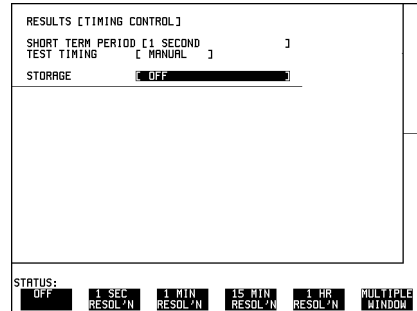 RESULTS [TIMING CONTROL]
SHORT TERM PERIOD [1 SECOND ]
TEST TIMING [ MANUAL ]
STORAGE [ OFF ]
STATUS:
OFF 1 SEC 1 MIN 15 MIN 1 HR MULTIPLE
RESOL'N RESOL'N RESOL'N RESOL'N WINDOW